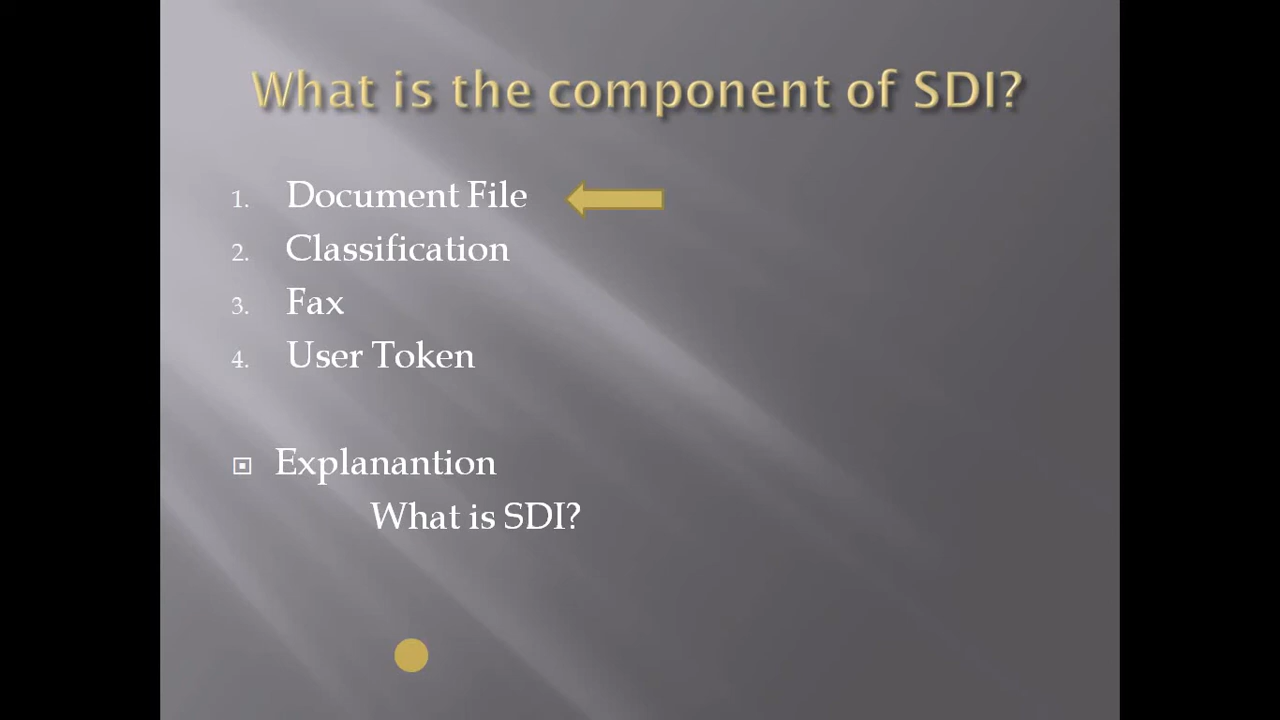 What is the component of SDI?
1. Document File
2. Classification
3. Fax
4. User Token
Explanantion
What is SDI?